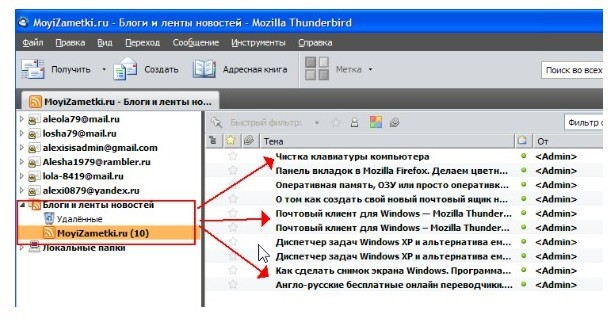 MoyiZametki.ru - Блоги и ленты новостей - Mozilla Thunderbird
Файл Правка Вид Переход Сообщение Инструменты Справка
Получить Создать Адресная книга Метка Поиск во всех
MoyiZametki.ru - Блоги и ленты но...
aleola79@mail.ru
losha79@mail.ru
alexisisadmin@gmail.com
Alesha1979@rambler.ru
lola-8419@mail.ru
alexi0879@yandex.ru
Блоги и ленты новостей
Удалённые
MoyiZametki.ru (10)
Локальные папки
Быстрый фильтр: Фильтр
Тема От
Чистка клавиатуры компьютера <Admin>
Панель вкладок в Mozilla Firefox. Делаем цветн... <Admin>
Оперативная память, ОЗУ или просто оперативк... <Admin>
О том как создать свой новый почтовый ящик н... <Admin>
Почтовый клиент для Windows — Mozilla Thunder... <Admin>
Почтовый клиент для Windows – Mozilla Thunder... <Admin>
Диспетчер задач Windows XP и альтернатива ем... <Admin>
Диспетчер задач Windows XP и альтернатива ем... <Admin>
Как сделать снимок экрана Windows. Программа... <Admin>
Англо-русские бесплатные онлайн переводчики.... <Admin>